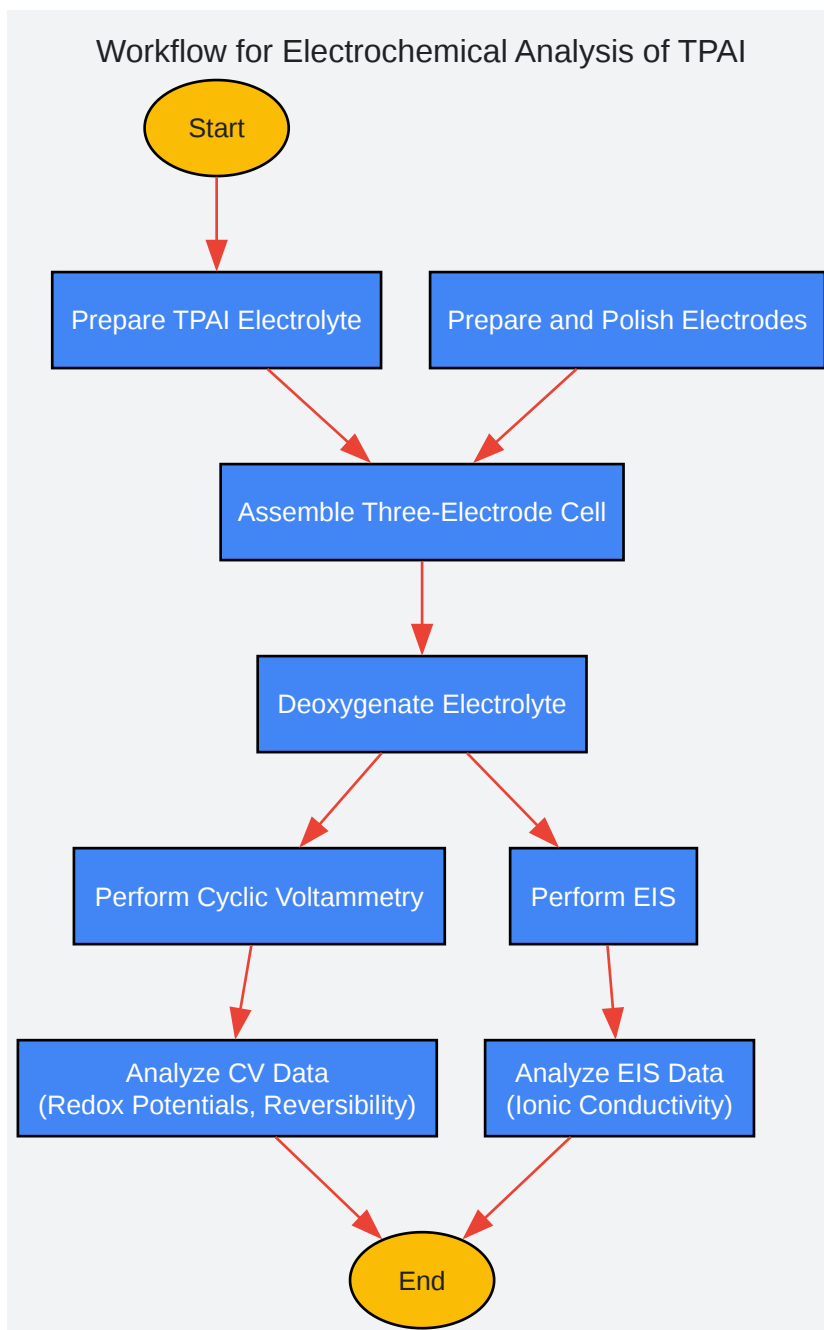 Workflow for Electrochemical Analysis of TPAI
Start
Prepare TPAI Electrolyte
Prepare and Polish Electrodes
Assemble Three-Electrode Cell
Deoxygenate Electrolyte
Perform Cyclic Voltammetry
Perform EIS
Analyze CV Data
(Redox Potentials, Reversibility)
Analyze EIS Data
(Ionic Conductivity)
End